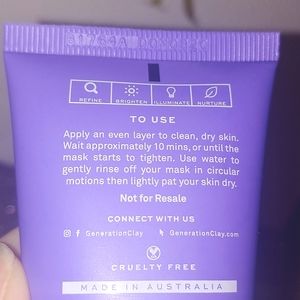 REFINE BRIGHTEN ILLUMINATE NURTURE
TO USE
Apply an even layer to clean, dry skin.
Wait approximately 10 mins, or until the
mask starts to tighten. Use water to
gently rinse off your mask in circular
motions then lightly pat your skin dry.
Not for Resale
CONNECT WITH US
GenerationClay GenerationClay.com
CRUELTY FREE
MADE IN AUSTRALIA